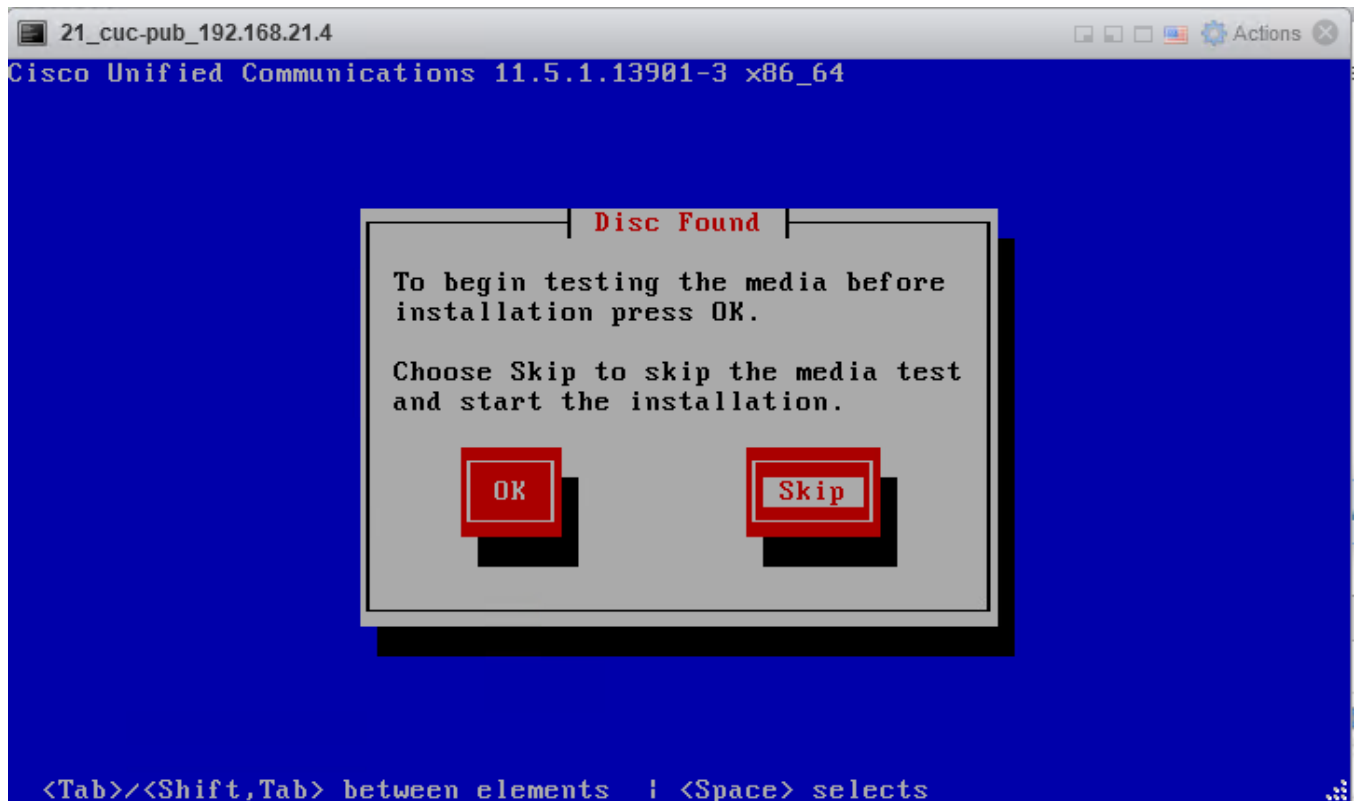 21_cuc-pub_192.168.21.4
Actions
Cisco Unified Communications 11.5.1.13901-3 x86_64
Disc Found
To begin testing the media before
installation press OK.
Choose Skip to skip the media test
and start the installation.
OK
Skip
<Tab>/<Shift,Tab> between elements | <Space> selects